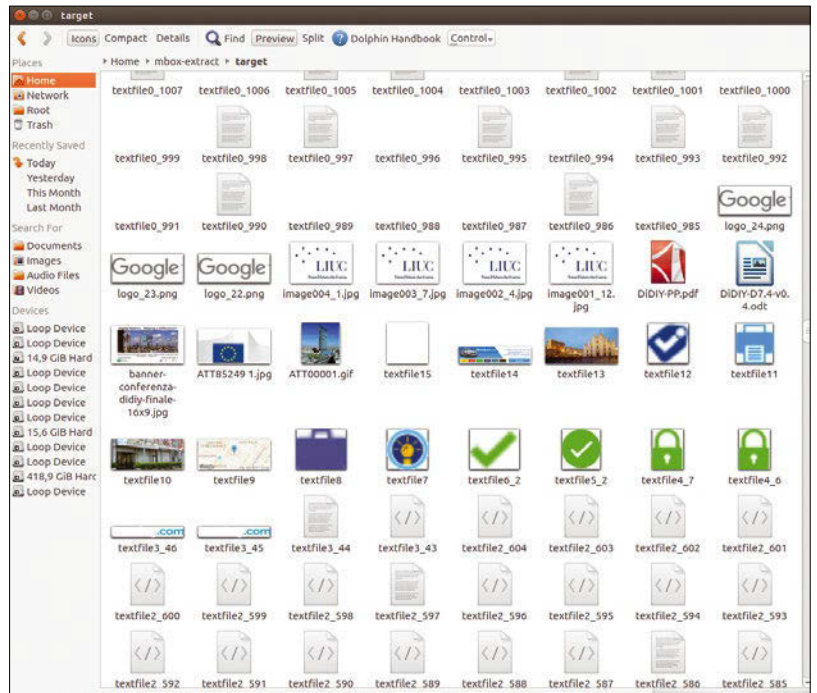 target
Icons Compact Details Find Preview Split Dolphin Handbook Control
Places
Home
Network
Root
Trash
Recently Saved
Today
Yesterday
This Month
Last Month
Search For
Documents
Images
Audio Files
Videos
Devices
Loop Device
Loop Device
14,9 GiB Hard
Loop Device
Loop Device
Loop Device
Loop Device
15,6 GiB Hard
Loop Device
Loop Device
418,9 GiB Harc
Loop Device
Home mbox-extract target
textfile0_1007 textfile0_1006 textfile0_1005 textfile0_1004 textfile0_1003 textfile0_1002 textfile0_1001 textfile0_1000
textfile0_999 textfile0_998 textfile0_997 textfile0_996 textfile0_995 textfile0_994 textfile0_993 textfile0_992
Google
textfile0_991 textfile0_990 textfile0_989 textfile0_988 textfile0_987 textfile0_986 textfile0_985 logo_24.png
Google Google LIUC LIUC LIUC LIUC
logo_23.png logo_22.png image004_1.jpg image003_7.jpg image002_4.jpg image001_12.jpg DiDIY-PP.pdf DiDIY-D7.4-v0.4.odt
banner-conferenza-didiy-finale-16x9.jpg ATT85249 1.jpg ATT00001.gif textfile15 textfile14 textfile13 textfile12 textfile11
textfile10 textfile9 textfile8 textfile7 textfile6_2 textfile5_2 textfile4_7 textfile4_6
.com .com
textfile3_46 textfile3_45 textfile3_44 textfile3_43 textfile2_604 textfile2_603 textfile2_602 textfile2_601
textfile2_600 textfile2_599 textfile2_598 textfile2_597 textfile2_596 textfile2_595 textfile2_594 textfile2_593
textfile2_592 textfile2_591 textfile2_590 textfile2_589 textfile2_588 textfile2_587 textfile2_586 textfile2_585